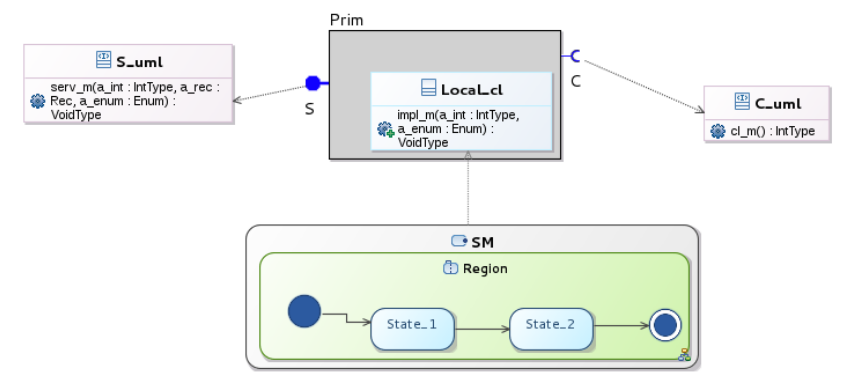 Prim
S_uml
serv_m(a_int : IntType, a_rec :
Rec, a_enum : Enum) :
VoidType
S
Local_cl
impl_m(a_int : IntType,
a_enum : Enum) :
VoidType
C
C
C_uml
cl_m() : IntType
SM
Region
State_1
State_2